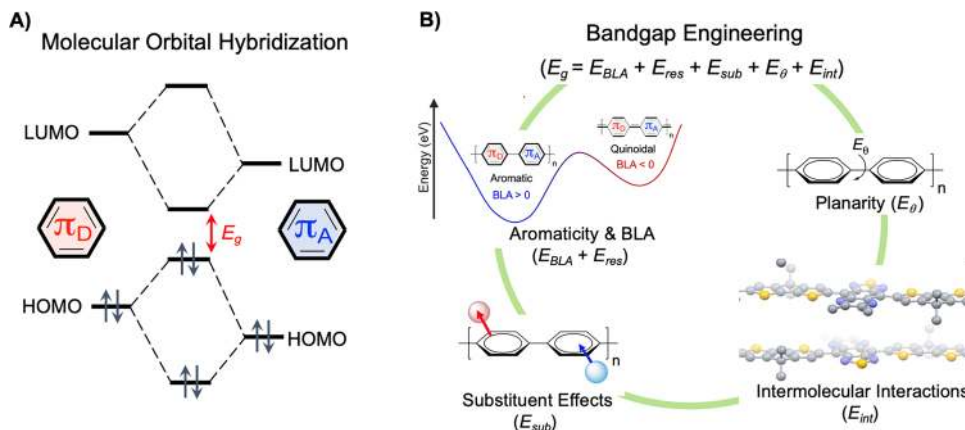 A)
Molecular Orbital Hybridization
LUMO
LUMO
πD
Eg
πA
HOMO
HOMO
B)
Bandgap Engineering
(Eg = EBLA + Eres + Esub + Eθ + Eint)
Energy (eV)
πD πA n
Aromatic
BLA > 0
πD πA n
Quinoidal
BLA < 0
Aromaticity & BLA
(EBLA + Eres)
Eθ
n
Planarity (Eθ)
n
Substituent Effects
(Esub)
Intermolecular Interactions
(Eint)